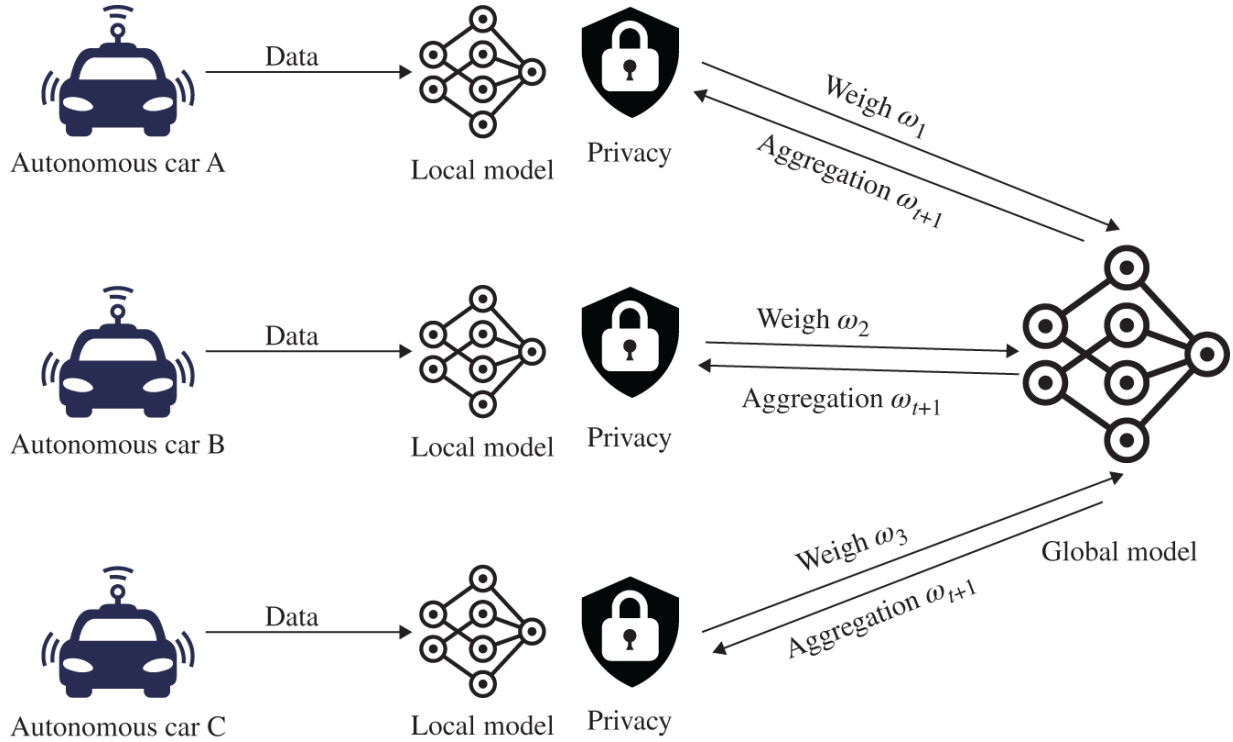 Data
Weigh ω1
Autonomous car A
Local model
Privacy
Aggregation ωt+1
Data
Weigh ω2
Autonomous car B
Local model
Privacy
Aggregation ωt+1
Data
Weigh ω3
Global model
Autonomous car C
Local model
Privacy
Aggregation ωt+1